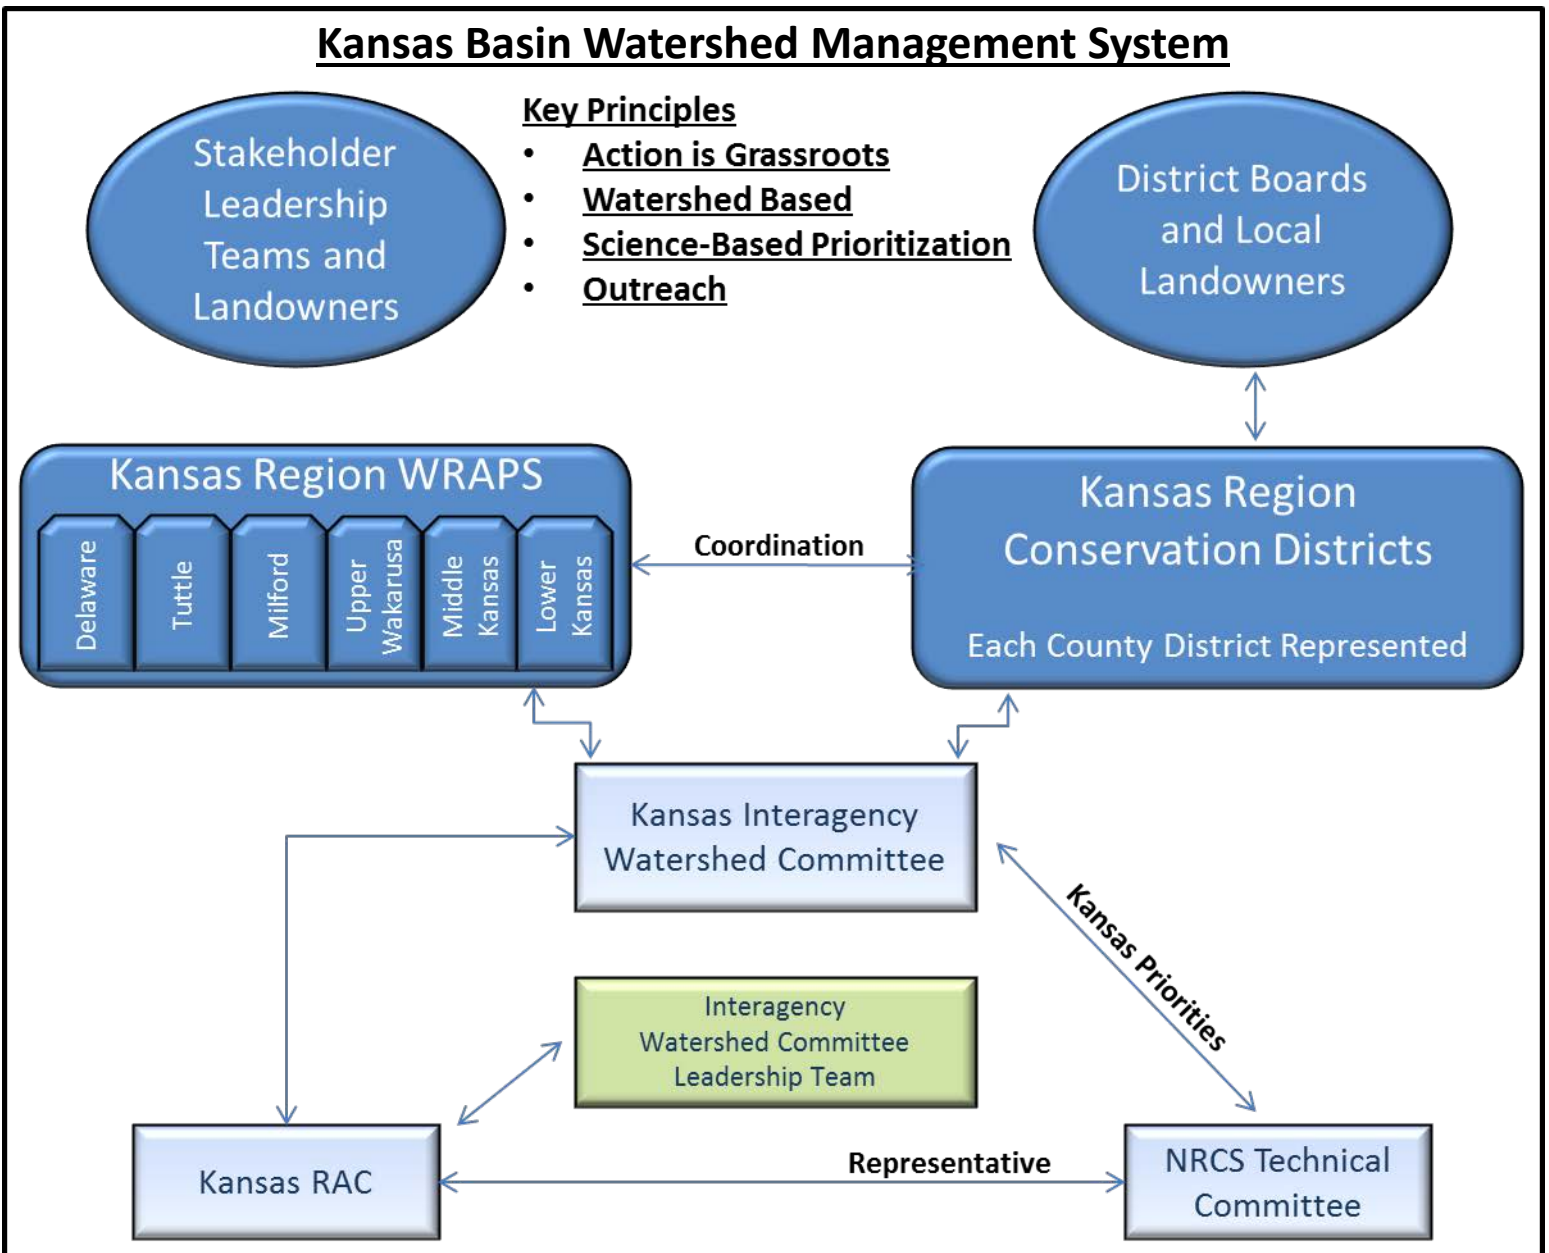 Kansas Basin Watershed Management System
Stakeholder
Leadership
Teams and
Landowners
Key Principles
• Action is Grassroots
• Watershed Based
• Science-Based Prioritization
• Outreach
District Boards
and Local
Landowners
Kansas Region WRAPS
Delaware
Tuttle
Milford
Upper
Wakarusa
Middle
Kansas
Lower
Kansas
Coordination
Kansas Region
Conservation Districts
Each County District Represented
Kansas Interagency
Watershed Committee
Kansas Priorities
Interagency
Watershed Committee
Leadership Team
Kansas RAC
Representative
NRCS Technical
Committee